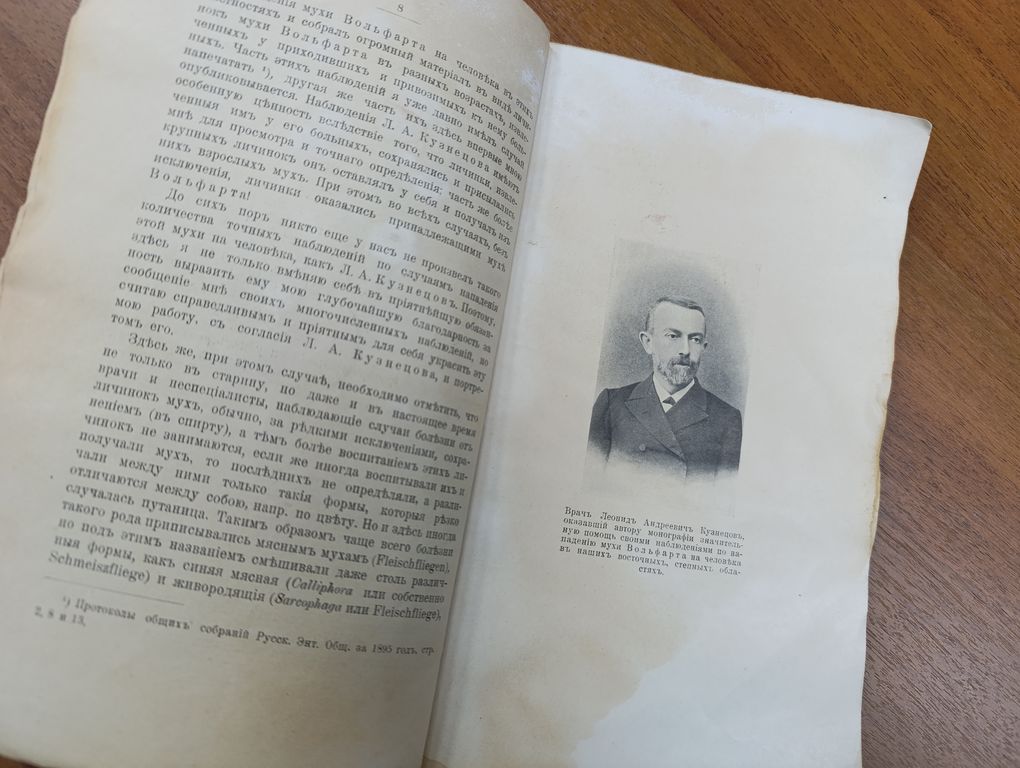 8
нія мухи Вольфарта на человѣка въ этихъ
мѣстностяхъ и собралъ огромный матеріалъ въ видѣ личи-
нокъ мухи Вольфарта въ разныхъ возрастахъ, извле-
ченныхъ у приходившихъ и привозимыхъ къ нему боль-
ныхъ. Часть этихъ наблюденій я уже давно имѣлъ случай
напечатать ¹), другая же часть ихъ здѣсь впервые мною
опубликовывается. Наблюденія Л. А. Кузнецова имѣютъ
особенную цѣнность вслѣдствіе того, что личинки, извле-
ченныя имъ у его больныхъ, сохранялись и присылались
мнѣ для просмотра и точнаго опредѣленія; часть же болѣе
крупныхъ личинокъ онъ оставлялъ у себя и получалъ изъ
нихъ взрослыхъ мухъ. При этомъ во всѣхъ случаяхъ, безъ
исключенія, личинки оказались принадлежащими мухѣ
Вольфарта!
До сихъ поръ никто еще у насъ не произвелъ такого
количества точныхъ наблюденій по случаямъ нападенія
этой мухи на человѣка, какъ Л. А. Кузнецовъ. Поэтому,
здѣсь я не только вмѣняю себѣ въ пріятнѣйшую обязан-
ность выразить ему мою глубочайшую благодарность за
сообщеніе мнѣ своихъ многочисленныхъ наблюденій, но
считаю справедливымъ и пріятнымъ для себя украсить эту
мою работу, съ согласія Л. А. Кузнецова, и портре-
томъ его.
Здѣсь же, при этомъ случаѣ, необходимо отмѣтить, что
не только въ старину, но даже и въ настоящее время
врачи и неспеціалисты, наблюдающіе случаи болѣзни отъ
личинокъ мухъ, обычно, за рѣдкими исключеніями, сохра-
неніемъ (въ спирту), а тѣмъ болѣе воспитаніемъ этихъ ли-
чинокъ не занимаются, если же иногда воспитывали ихъ и
получали мухъ, то послѣднихъ не опредѣляли, а разли-
чали между ними только такія формы, которыя рѣзко
отличаются между собою, напр. по цвѣту. Но и здѣсь иногда
случалась путаница. Такимъ образомъ чаще всего болѣзни
такого рода приписывались мяснымъ мухамъ (Fleischfliegen),
но подъ этимъ названіемъ смѣшивали даже столь различ-
ныя формы, какъ синяя мясная (Calliphora или собственно
Schmeiszfliege) и живородящія (Sarcophaga или Fleischfliege),
¹) Протоколы общихъ собраній Русск. Энт. Общ. за 1895 годъ, стр.
2, 8 и 13.
Врачъ Леонидъ Андреевичъ Кузнецовъ,
оказавшій автору монографіи значитель-
ную помощь своими наблюденіями по на-
паденію мухи Вольфарта на человѣка
въ нашихъ восточныхъ, степныхъ обла-
стяхъ.